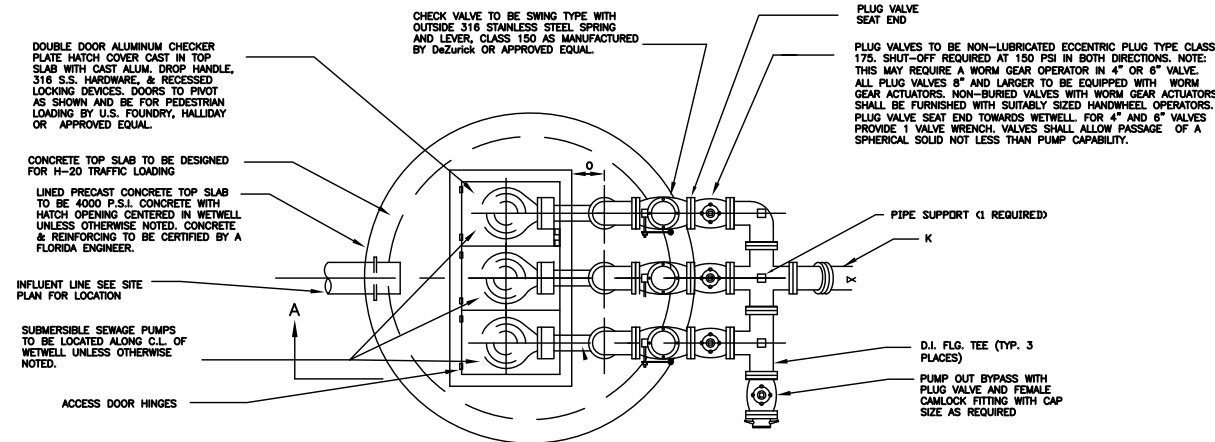 DOUBLE DOOR ALUMINUM CHECKER
PLATE HATCH COVER CAST IN TOP
SLAB WITH CAST ALUM. DROP HANDLE,
316 S.S. HARDWARE, & RECESSED
LOCKING DEVICES. DOORS TO PIVOT
AS SHOWN AND BE FOR PEDESTRIAN
LOADING BY U.S. FOUNDRY, HALLIDAY
OR APPROVED EQUAL.
CONCRETE TOP SLAB TO BE DESIGNED
FOR H-20 TRAFFIC LOADING
LINED PRECAST CONCRETE TOP SLAB
TO BE 4000 P.S.I. CONCRETE WITH
HATCH OPENING CENTERED IN WETWELL
UNLESS OTHERWISE NOTED. CONCRETE
& REINFORCING TO BE CERTIFIED BY A
FLORIDA ENGINEER.
INFLUENT LINE SEE SITE
PLAN FOR LOCATION
A
SUBMERSIBLE SEWAGE PUMPS
TO BE LOCATED ALONG C.L. OF
WETWELL UNLESS OTHERWISE
NOTED.
ACCESS DOOR HINGES
CHECK VALVE TO BE SWING TYPE WITH
OUTSIDE 316 STAINLESS STEEL SPRING
AND LEVER, CLASS 150 AS MANUFACTURED
BY DeZurick OR APPROVED EQUAL.
O
PLUG VALVE
SEAT END
PLUG VALVES TO BE NON-LUBRICATED ECCENTRIC PLUG TYPE CLASS
175. SHUT-OFF REQUIRED AT 150 PSI IN BOTH DIRECTIONS. NOTE:
THIS MAY REQUIRE A WORM GEAR OPERATOR IN 4" OR 6" VALVE.
ALL PLUG VALVES 8" AND LARGER TO BE EQUIPPED WITH WORM
GEAR ACTUATORS. NON-BURIED VALVES WITH WORM GEAR ACTUATORS
SHALL BE FURNISHED WITH SUITABLY SIZED HANDWHEEL OPERATORS.
PLUG VALVE SEAT END TOWARDS WETWELL. FOR 4" AND 6" VALVES
PROVIDE 1 VALVE WRENCH. VALVES SHALL ALLOW PASSAGE OF A
SPHERICAL SOLID NOT LESS THAN PUMP CAPABILITY.
PIPE SUPPORT (1 REQUIRED)
K
D.I. FLG. TEE (TYP. 3
PLACES)
PUMP OUT BYPASS WITH
PLUG VALVE AND FEMALE
CAMLOCK FITTING WITH CAP
SIZE AS REQUIRED